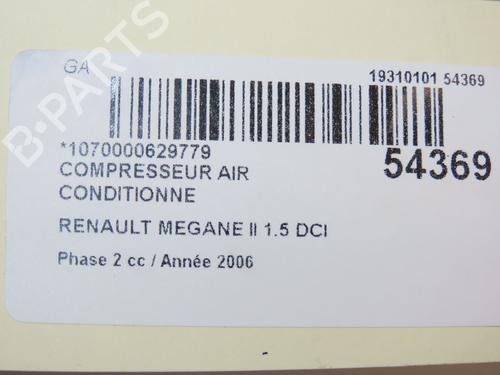 GA
19310101 54369
*1070000629779
54369
COMPRESSEUR AIR
CONDITIONNE
RENAULT MEGANE II 1.5 DCI
Phase 2 cc / Année 2006
B-PARTS